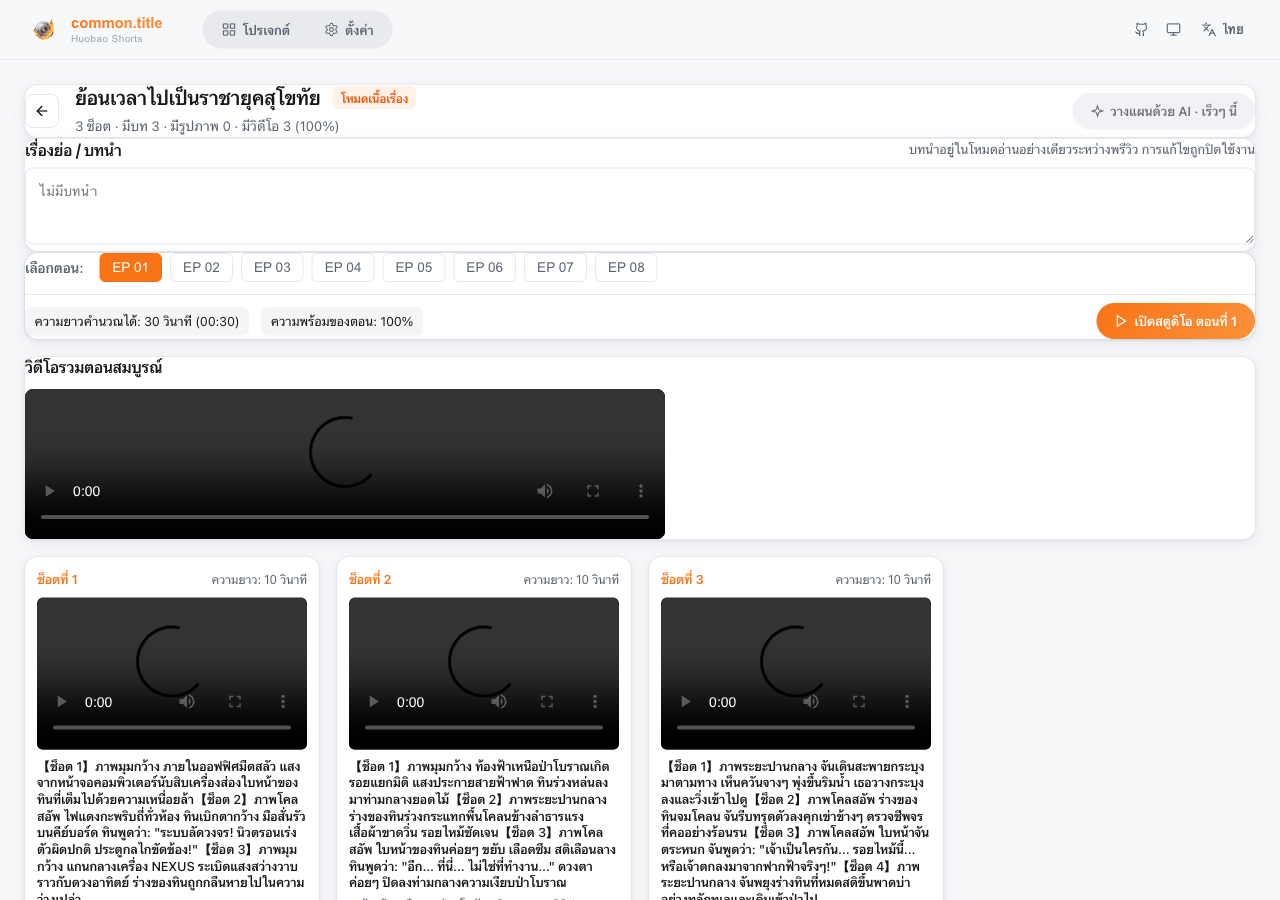 common.title
Huobao Shorts
โปรเจกต์
ตั้งค่า
ไทย
ย้อนเวลาไปเป็นราชายุคสุโขทัย
โหมดเนื้อเรื่อง
3 ช็อต · มีบท 3 · มีรูปภาพ 0 · มีวิดีโอ 3 (100%)
วางแผนด้วย AI · เร็วๆ นี้
เรื่องย่อ / บทนำ
บทนำอยู่ในโหมดอ่านอย่างเดียวระหว่างพรีวิว การแก้ไขถูกปิดใช้งาน
ไม่มีบทนำ
เลือกตอน:
EP 01
EP 02
EP 03
EP 04
EP 05
EP 06
EP 07
EP 08
ความยาวคำนวณได้: 30 วินาที (00:30)
ความพร้อมของตอน: 100%
เปิดสตูดิโอ ตอนที่ 1
วิดีโอรวมตอนสมบูรณ์
0:00
ช็อตที่ 1
ความยาว: 10 วินาที
0:00
【ช็อต 1】ภาพมุมกว้าง ภายในออฟฟิศมืดสลัว แสง
จากหน้าจอคอมพิวเตอร์นับสิบเครื่องส่องใบหน้าของ
ทินที่เต็มไปด้วยความเหนื่อยล้า【ช็อต 2】ภาพโคล
สอัพ ไฟแดงกะพริบถี่ทั่วห้อง ทินเบิกตากว้าง มือสั่นรัว
บนคีย์บอร์ด ทินพูดว่า: "ระบบลัดวงจร! นิวตรอนเร่ง
ตัวผิดปกติ ประตูกลไกขัดข้อง!"【ช็อต 3】ภาพมุม
กว้าง แกนกลางเครื่อง NEXUS ระเบิดแสงสว่างวาบ
ราวกับดวงอาทิตย์ ร่างของทินถูกกลืนหายไปในความ
ว่างเปล่า
ช็อตที่ 2
ความยาว: 10 วินาที
0:00
【ช็อต 1】ภาพมุมกว้าง ท้องฟ้าเหนือป่าโบราณเกิด
รอยแยกมิติ แสงประกายสายฟ้าฟาด ทินร่วงหล่นลง
มาท่ามกลางยอดไม้【ช็อต 2】ภาพระยะปานกลาง
ร่างของทินร่วงกระแทกพื้นโคลนข้างลำธารแรง
เสื้อผ้าขาดวิ่น รอยไหม้ชัดเจน【ช็อต 3】ภาพโคล
สอัพ ใบหน้าของทินค่อยๆ ขยับ เลือดซึม สติเลือนลาง
ทินพูดว่า: "อีก... ที่นี่... ไม่ใช่ที่ทำงาน..." ดวงตา
ค่อยๆ ปิดลงท่ามกลางความเงียบป่าโบราณ
ช็อตที่ 3
ความยาว: 10 วินาที
0:00
【ช็อต 1】ภาพระยะปานกลาง จันเดินสะพายกระบุง
มาตามทาง เห็นควันจางๆ พุ่งขึ้นริมน้ำ เธอวางกระบุง
ลงและวิ่งเข้าไปดู【ช็อต 2】ภาพโคลสอัพ ร่างของ
ทินจมโคลน จันรีบทรุดตัวลงคุกเข่าข้างๆ ตรวจชีพจร
ที่คออย่างร้อนรน【ช็อต 3】ภาพโคลสอัพ ใบหน้าจัน
ตระหนก จันพูดว่า: "เจ้าเป็นใครกัน... รอยไหม้นี้...
หรือเจ้าตกลงมาจากฟากฟ้าจริงๆ!"【ช็อต 4】ภาพ
ระยะปานกลาง จันพยุงร่างทินที่หมดสติขึ้นพาดบ่า
อย่างทุลักทุเลและเดินเข้าป่าไป